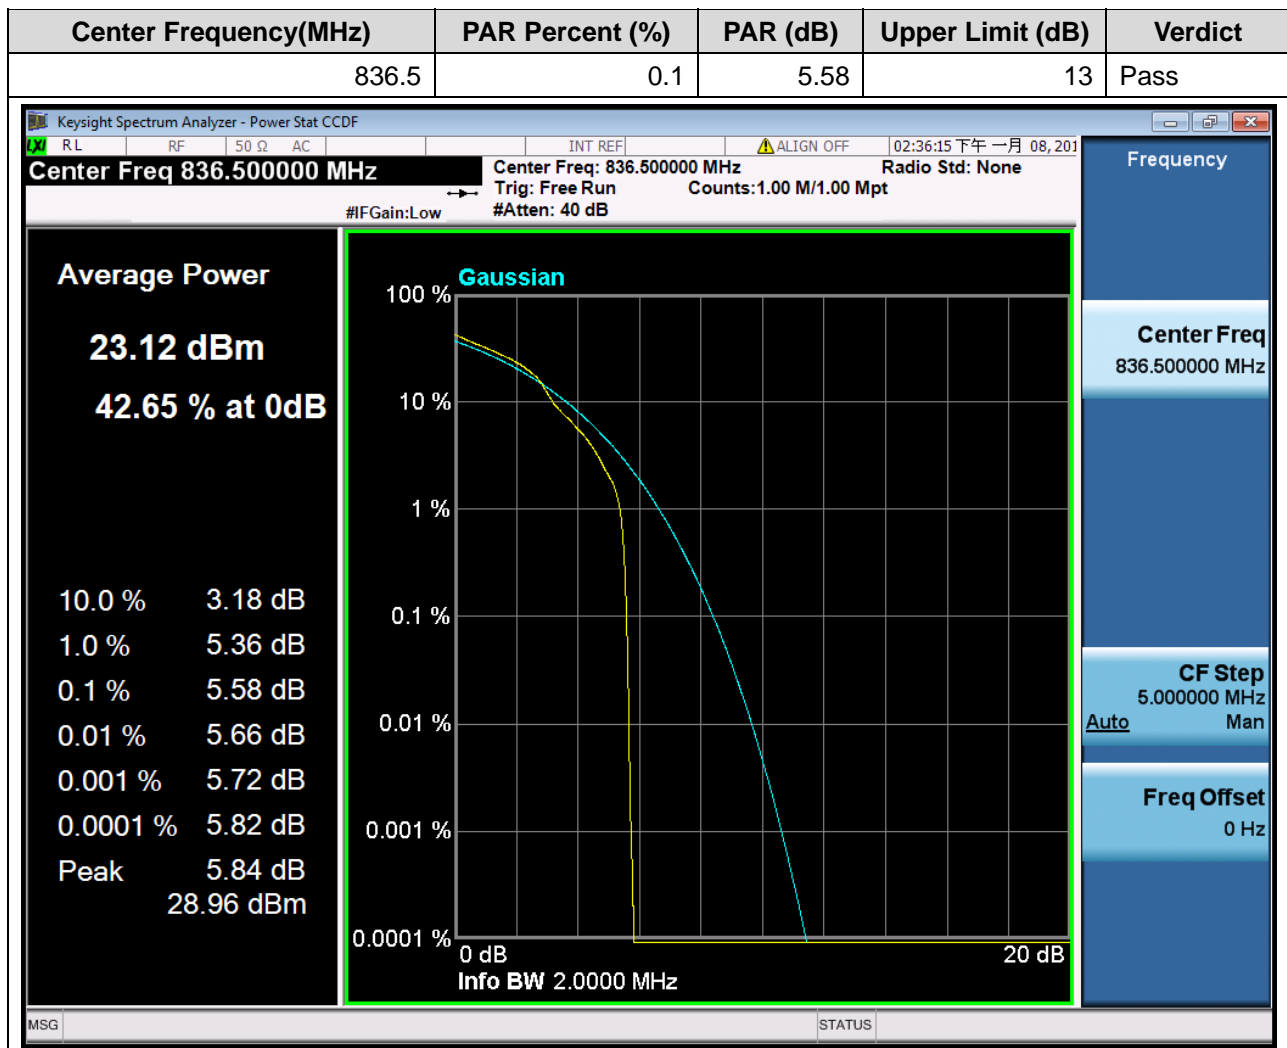 Center Frequency(MHz) PAR Percent (%) PAR (dB) Upper Limit (dB) Verdict
836.5 0.1 5.58 13 Pass
Keysight Spectrum Analyzer - Power Stat CCDF
LXI RL RF 50 Ω AC INT REF ALIGN OFF 02:36:15 下午 一月 08, 201
Center Freq 836.500000 MHz
Center Freq: 836.500000 MHz Radio Std: None
Trig: Free Run Counts:1.00 M/1.00 Mpt
#IFGain:Low #Atten: 40 dB
Average Power
23.12 dBm
42.65 % at 0dB
10.0 % 3.18 dB
1.0 % 5.36 dB
0.1 % 5.58 dB
0.01 % 5.66 dB
0.001 % 5.72 dB
0.0001 % 5.82 dB
Peak 5.84 dB
28.96 dBm
Gaussian
100 %
10 %
1 %
0.1 %
0.01 %
0.001 %
0.0001 %
0 dB 20 dB
Info BW 2.0000 MHz
Frequency
Center Freq
836.500000 MHz
CF Step
5.000000 MHz
Auto Man
Freq Offset
0 Hz
MSG STATUS